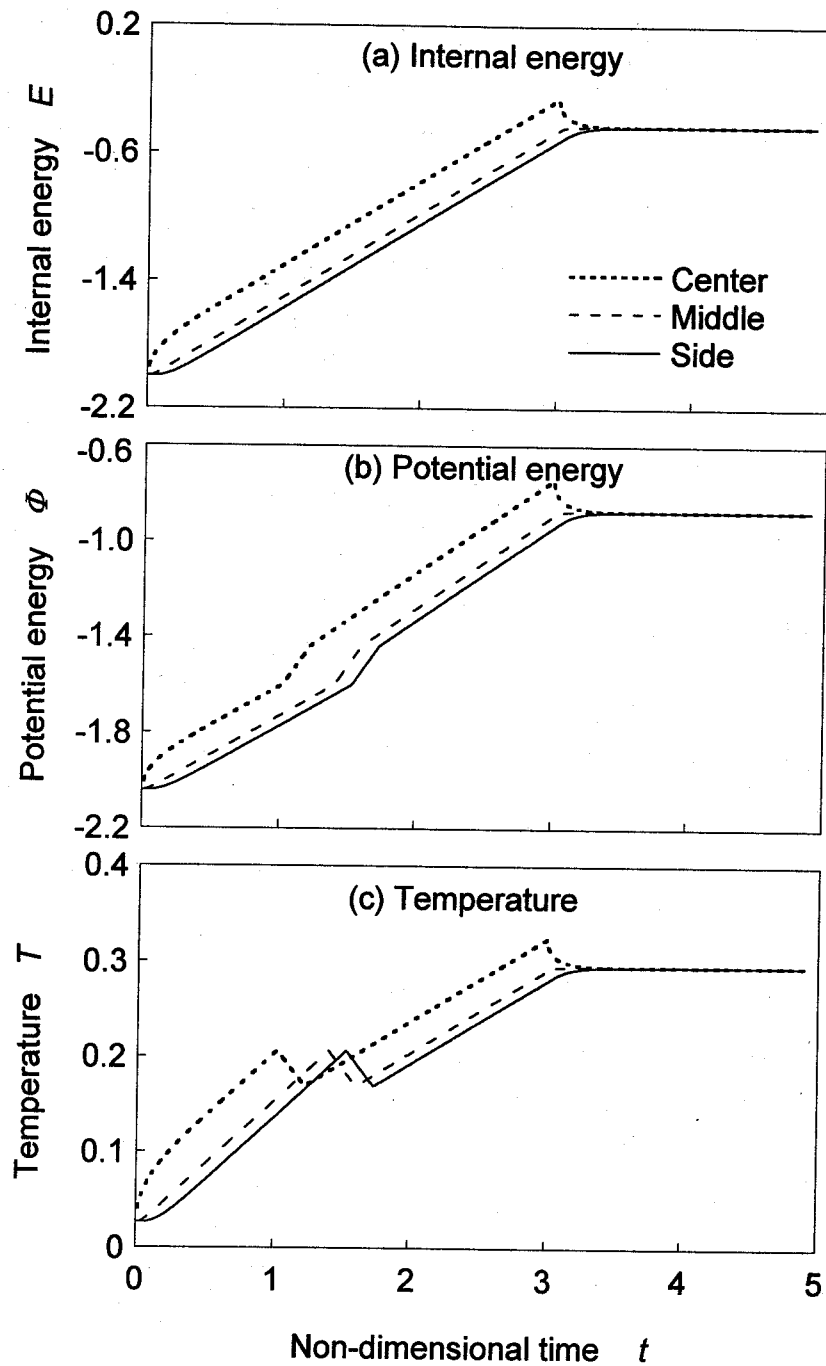 0.2
(a) Internal energy
Internal energy E
-0.6
-1.4
Center
Middle
Side
-2.2
-0.6
(b) Potential energy
Potential energy Φ
-1.0
-1.4
-1.8
-2.2
0.4
(c) Temperature
Temperature T
0.3
0.2
0.1
0
0 1 2 3 4 5
Non-dimensional time t